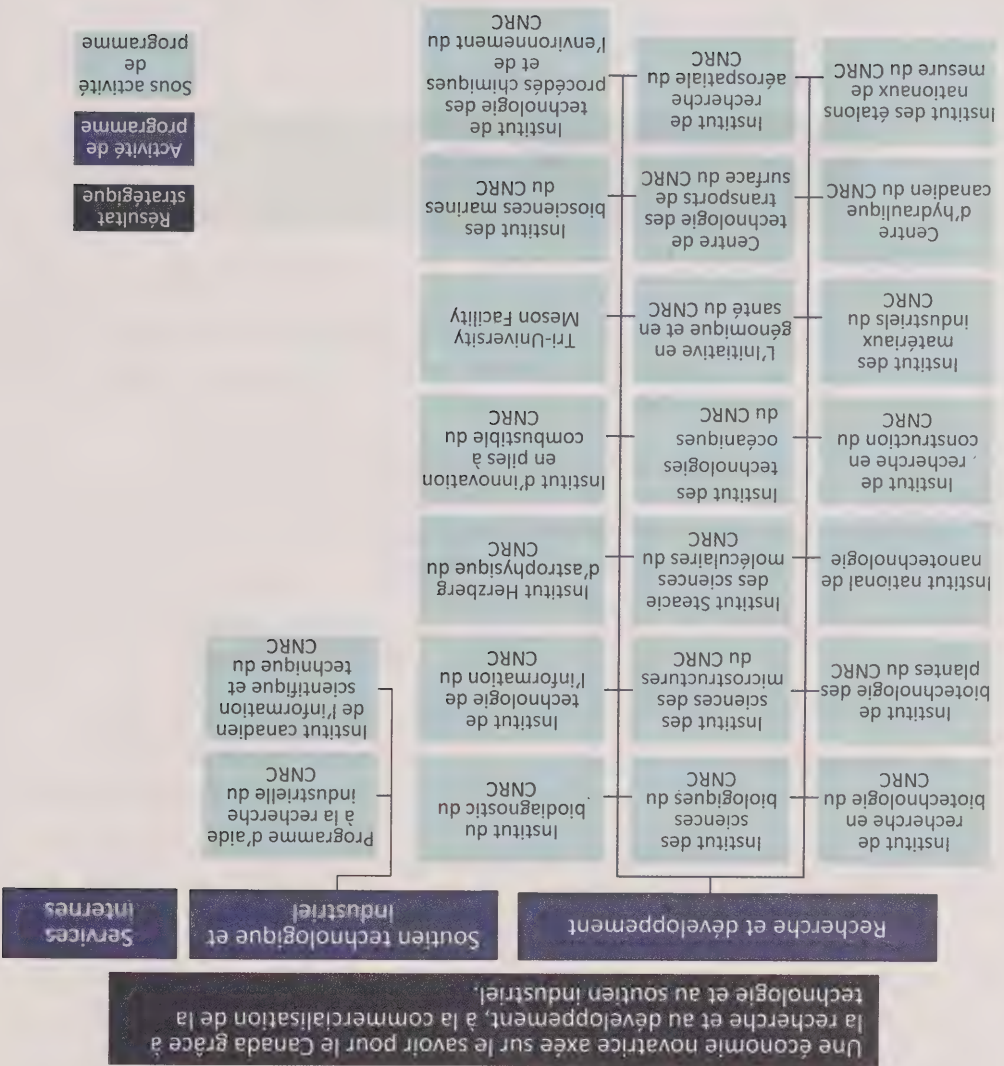 Une économie novatrice axée sur le savoir pour le Canada grâce à
la recherche et au développement, à la commercialisation de la
technologie et au soutien industriel.
Recherche et développement
Soutien technologique et
industriel
Services
internes
Institut de
recherche en
biotechnologie du
CNRC
Institut des
sciences
biologiques du
CNRC
Institut du
biodiagnostic du
CNRC
Programme d'aide
à la recherche
industrielle du
CNRC
Institut de
biotechnologie des
plantes du CNRC
Institut des
sciences des
microstructures
du CNRC
Institut de
technologie de
l'information du
CNRC
Institut canadien
de l'information
scientifique et
technique du
CNRC
Institut national de
nanotechnologie
Institut Steacie
des sciences
moléculaires du
CNRC
Institut Herzberg
d'astrophysique du
CNRC
Institut de
recherche en
construction du
CNRC
Institut des
technologies
océaniques
du CNRC
Institut d'innovation
en piles à
combustible du
CNRC
Institut des
matériaux
industriels du
CNRC
L'Initiative en
génomique et en
santé du CNRC
Tri-University
Meson Facility
Centre
d'hydraulique
canadien du CNRC
Centre de
technologie des
transports de
surface du CNRC
Institut des
biosciences marines
du CNRC
Institut des étalons
nationaux de
mesure du CNRC
Institut de
recherche
aérospatiale du
CNRC
Institut de
technologie des
procédés chimiques
et de
l'environnement du
CNRC
Résultat
stratégique
Activité de
programme
Sous activité
de
programme